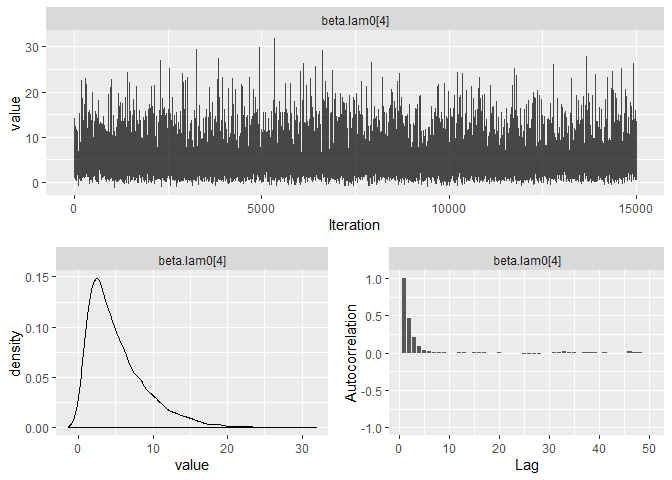 beta.lam0[4]
30
20
10
0
value
0 5000 10000 15000
Iteration
beta.lam0[4]
0.15
0.10
0.05
0.00
density
0 10 20 30
value
beta.lam0[4]
1.0
0.5
0.0
-0.5
-1.0
Autocorrelation
0 10 20 30 40 50
Lag